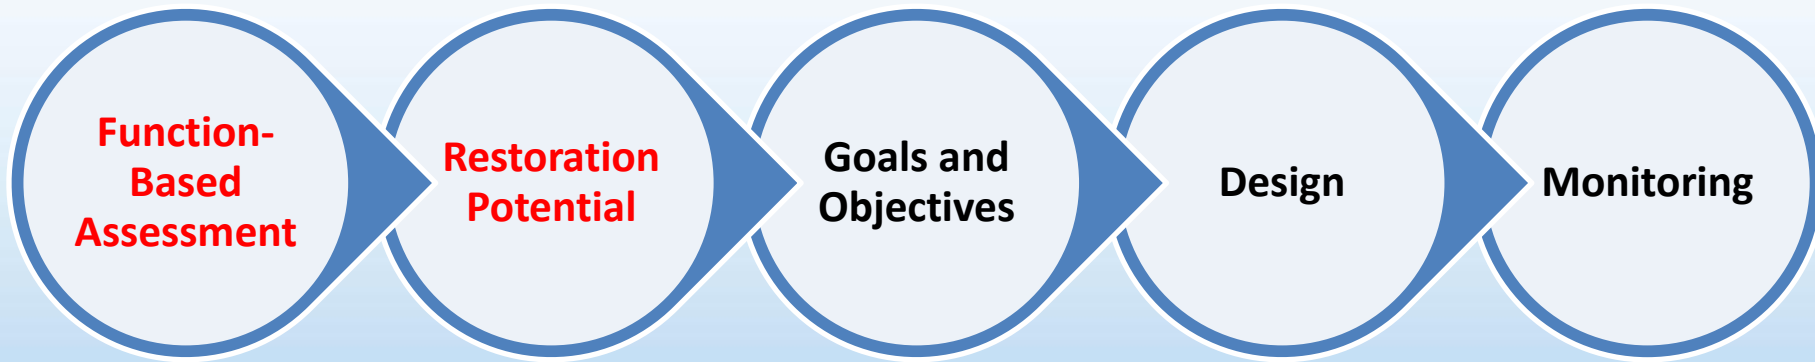 Function-
Based
Assessment
Restoration
Potential
Goals and
Objectives
Design
Monitoring